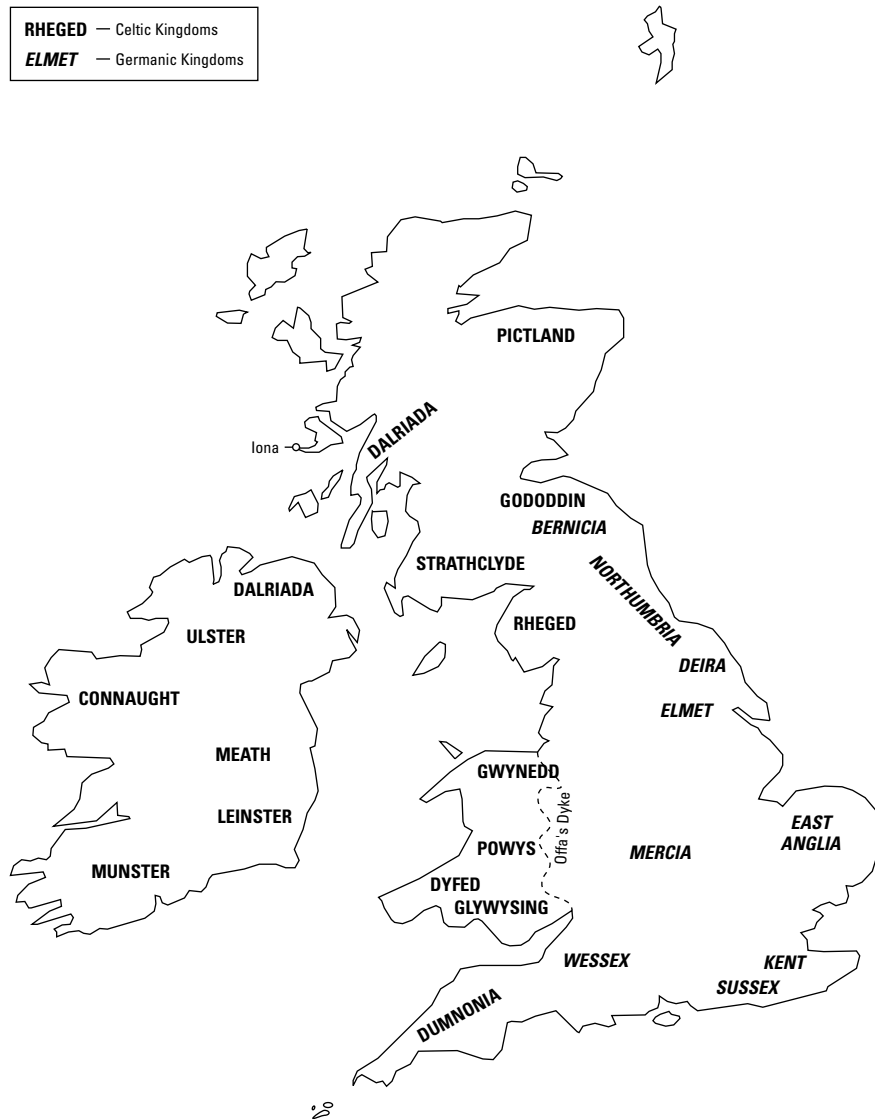 RHEGED — Celtic Kingdoms
ELMET — Germanic Kingdoms
PICTLAND
DALRIADA
Iona
GODODDIN
BERNICIA
STRATHCLYDE
NORTHUMBRIA
DALRIADA
RHEGED
ULSTER
DEIRA
CONNAUGHT
ELMET
MEATH
GWYNEDD
Offa's Dyke
LEINSTER
EAST
ANGLIA
POWYS
MERCIA
MUNSTER
DYFED
GLYWYSING
WESSEX
KENT
SUSSEX
DUMNONIA